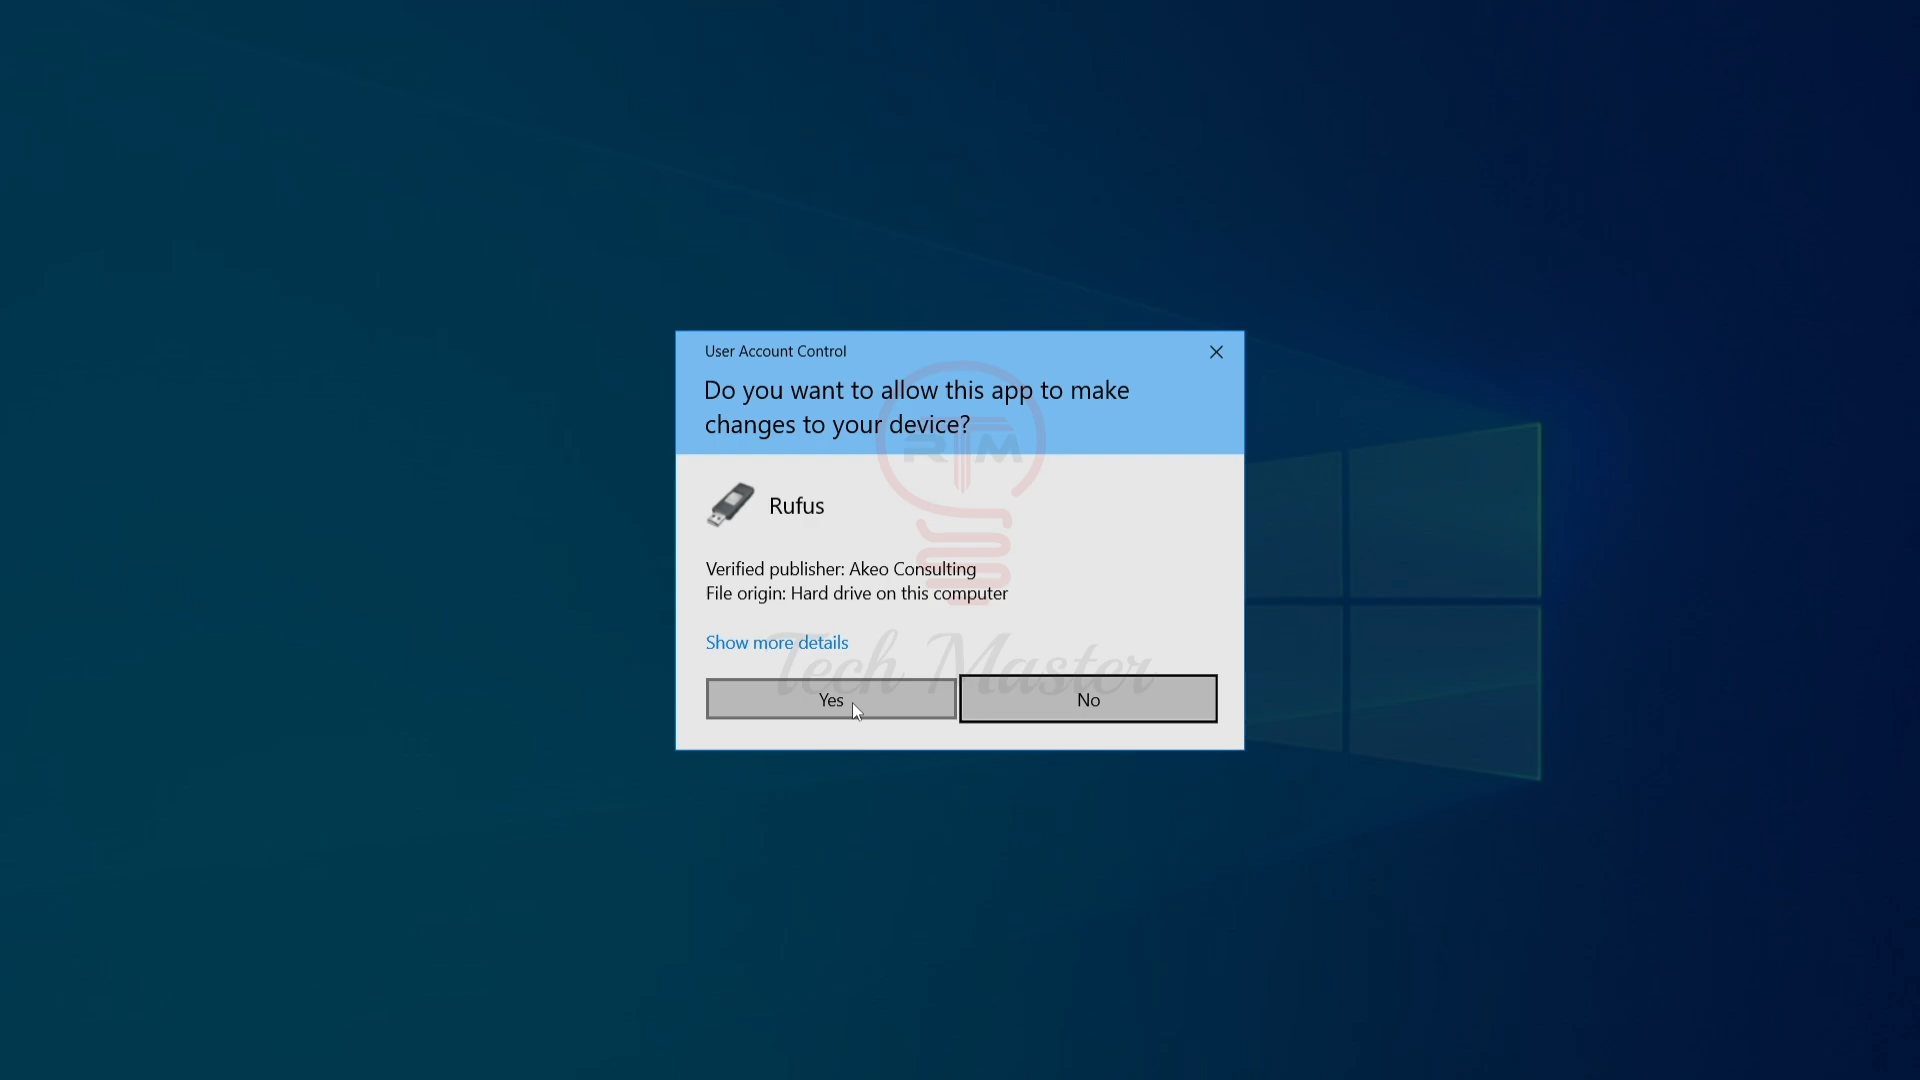 User Account Control
Do you want to allow this app to make
changes to your device?
RTM
Rufus
Verified publisher: Akeo Consulting
File origin: Hard drive on this computer
Show more details
Tech Master
Yes
No